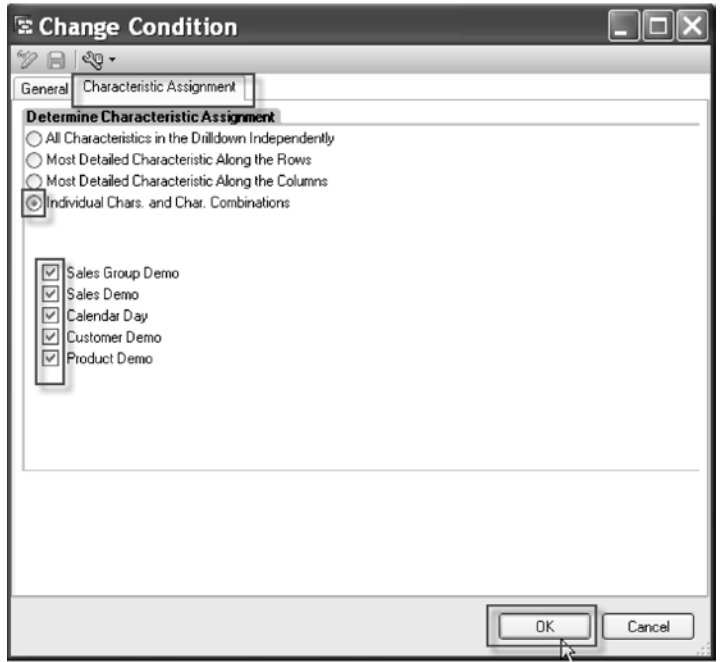 Change Condition
General Characteristic Assignment
Determine Characteristic Assignment
All Characteristics in the Drilldown Independently
Most Detailed Characteristic Along the Rows
Most Detailed Characteristic Along the Columns
Individual Chars. and Char. Combinations
Sales Group Demo
Sales Demo
Calendar Day
Customer Demo
Product Demo
OK Cancel